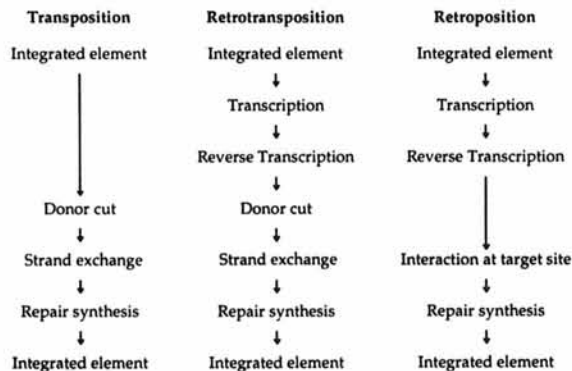 Transposition Retrotransposition Retroposition
Integrated element Integrated element Integrated element
Transcription Transcription
Reverse Transcription Reverse Transcription
Donor cut Donor cut
Strand exchange Strand exchange Interaction at target site
Repair synthesis Repair synthesis Repair synthesis
Integrated element Integrated element Integrated element